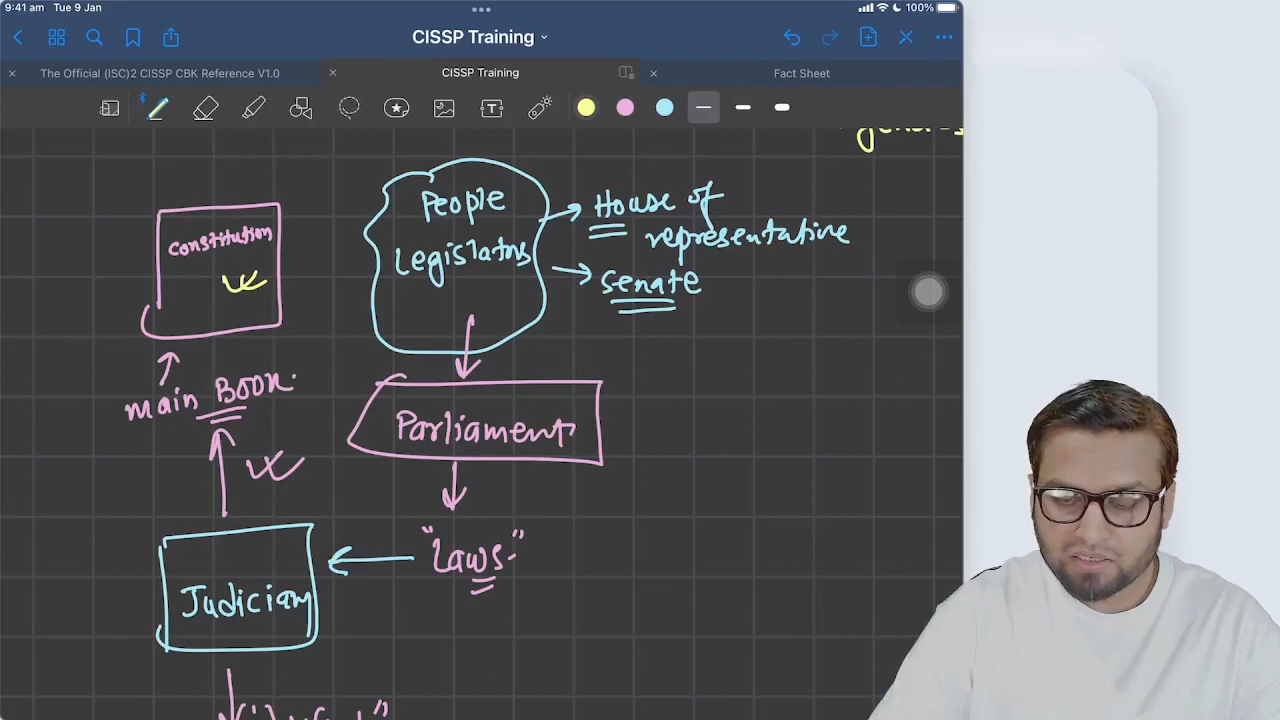 9:41 am Tue 9 Jan
100%
CISSP Training
The Official (ISC)2 CISSP CBK Reference V1.0
CISSP Training
Fact Sheet
T
People
Legislators
House of
representative
Senate
Constitution
main Book.
Parliament
"Laws"
Judiciary